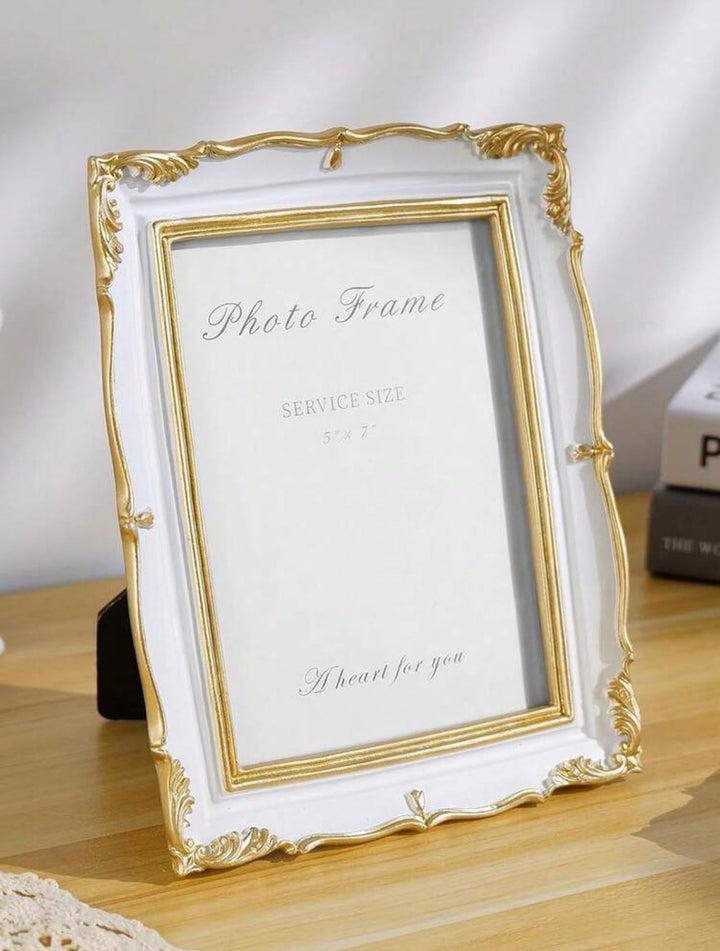 Photo Frame
SERVICE SIZE
5" x 7"
A heart for you
P
THE WO